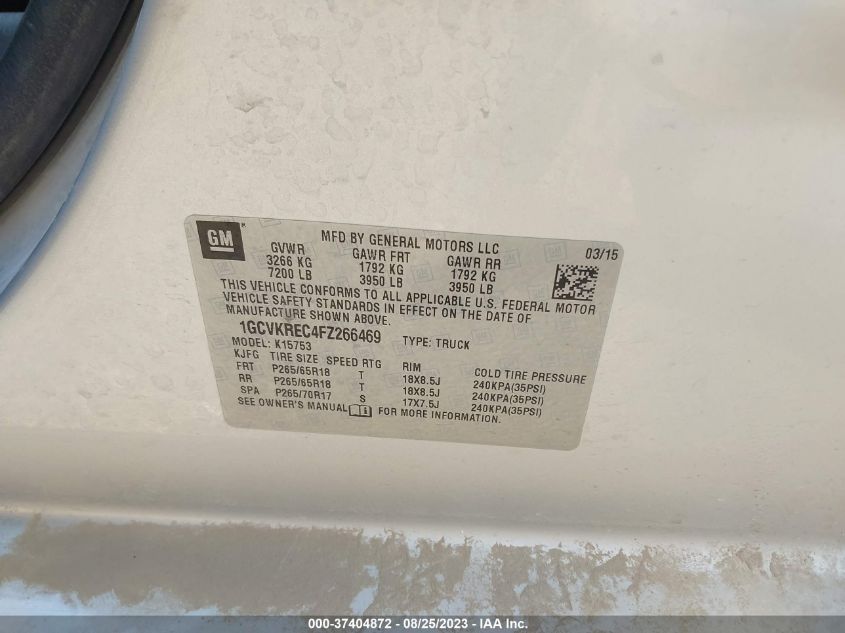 GM
MFD BY GENERAL MOTORS LLC
03/15
GVWR GAWR FRT GAWR RR
3266 KG 1792 KG 1792 KG
7200 LB 3950 LB 3950 LB
THIS VEHICLE CONFORMS TO ALL APPLICABLE U.S. FEDERAL MOTOR
VEHICLE SAFETY STANDARDS IN EFFECT ON THE DATE OF
MANUFACTURE SHOWN ABOVE.
1GCVKREC4FZ266469 TYPE: TRUCK
MODEL: K15753
KJFG TIRE SIZE SPEED RTG RIM COLD TIRE PRESSURE
FRT P265/65R18 T 18X8.5J 240KPA(35PSI)
RR P265/65R18 T 18X8.5J 240KPA(35PSI)
SPA P265/70R17 S 17X7.5J 240KPA(35PSI)
SEE OWNER'S MANUAL FOR MORE INFORMATION.
000-37404872 - 08/25/2023 - IAA Inc.